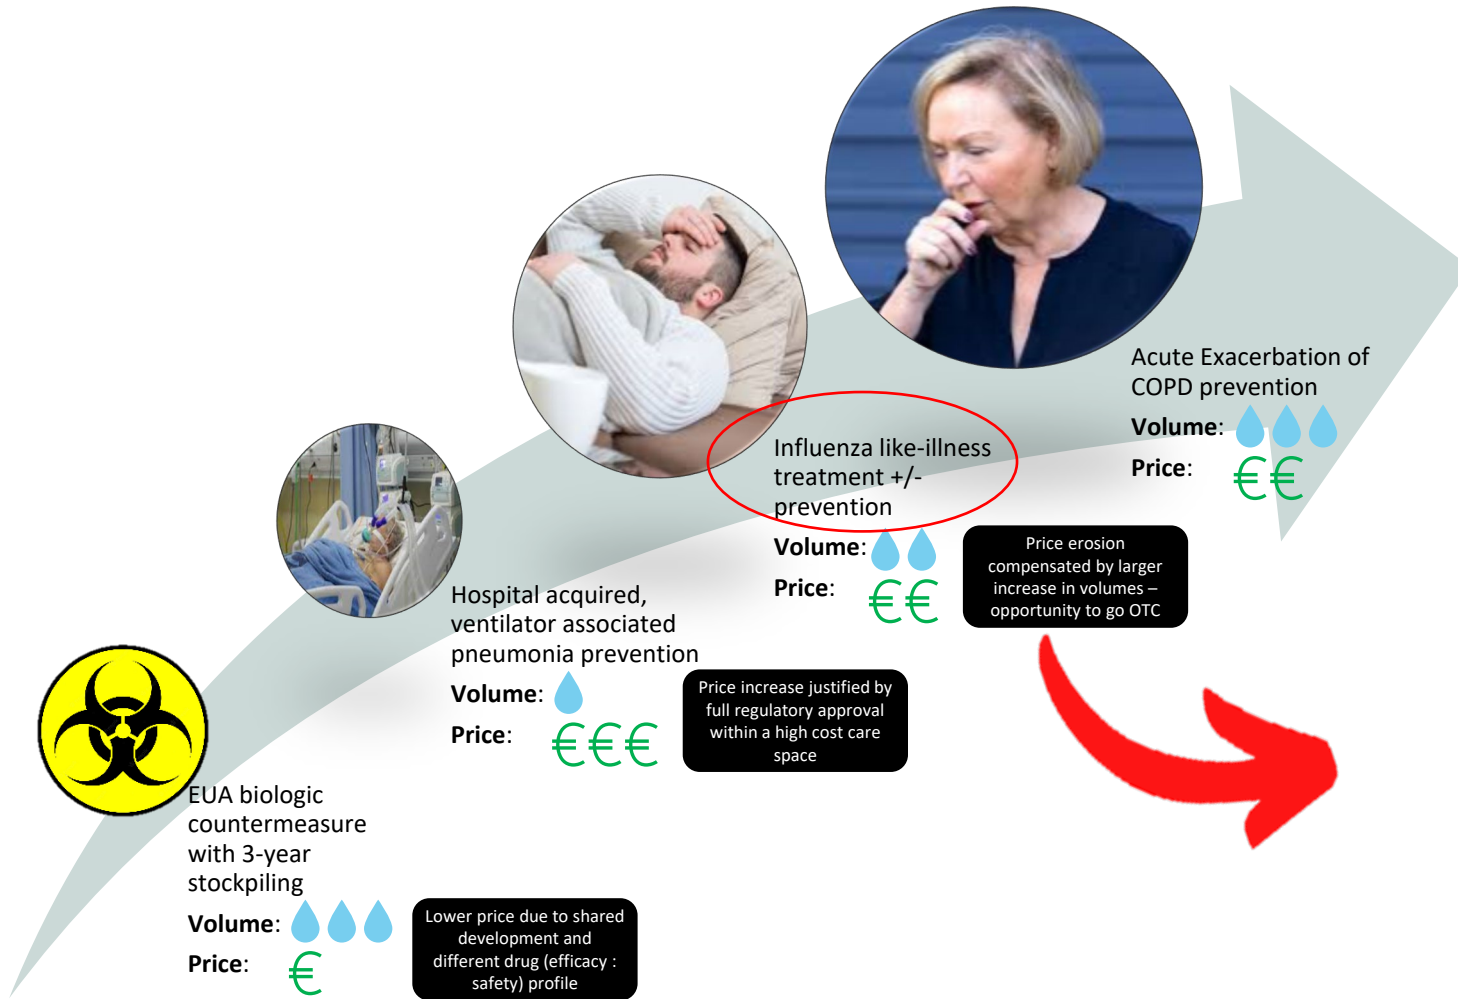 Acute Exacerbation of
COPD prevention
Volume:
Price:
€€
Influenza like-illness
treatment +/-
prevention
Volume:
Price:
€€
Price erosion
compensated by larger
increase in volumes –
opportunity to go OTC
Hospital acquired,
ventilator associated
pneumonia prevention
Volume:
Price:
€€€
Price increase justified by
full regulatory approval
within a high cost care
space
EUA biologic
countermeasure
with 3-year
stockpiling
Volume:
Price:
€
Lower price due to shared
development and
different drug (efficacy :
safety) profile